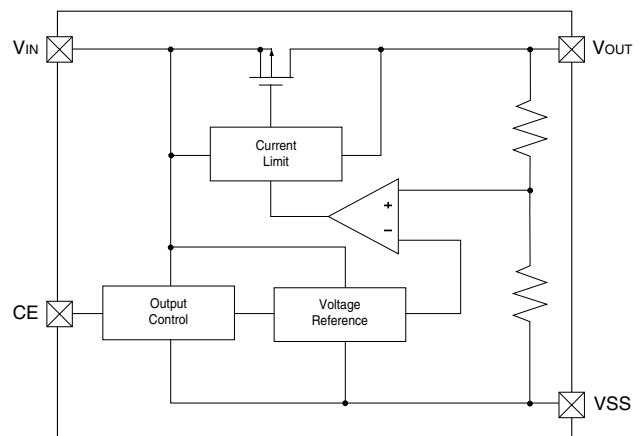 VIN
VOUT
Current
Limit
+
−
CE
Output
Control
Voltage
Reference
VSS